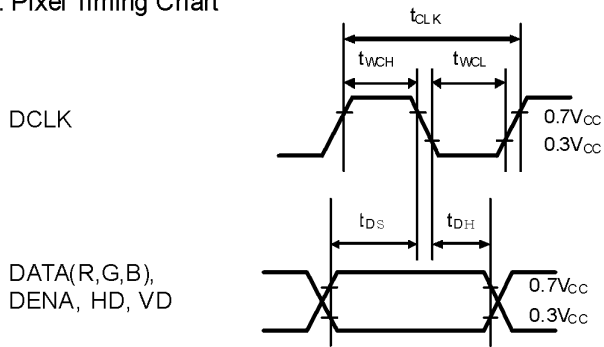 . Pixel Timing Chart
tCLK
tWCH
tWCL
DCLK
0.7VCC
0.3VCC
tDS
tDH
DATA(R,G,B),
DENA, HD, VD
0.7VCC
0.3VCC